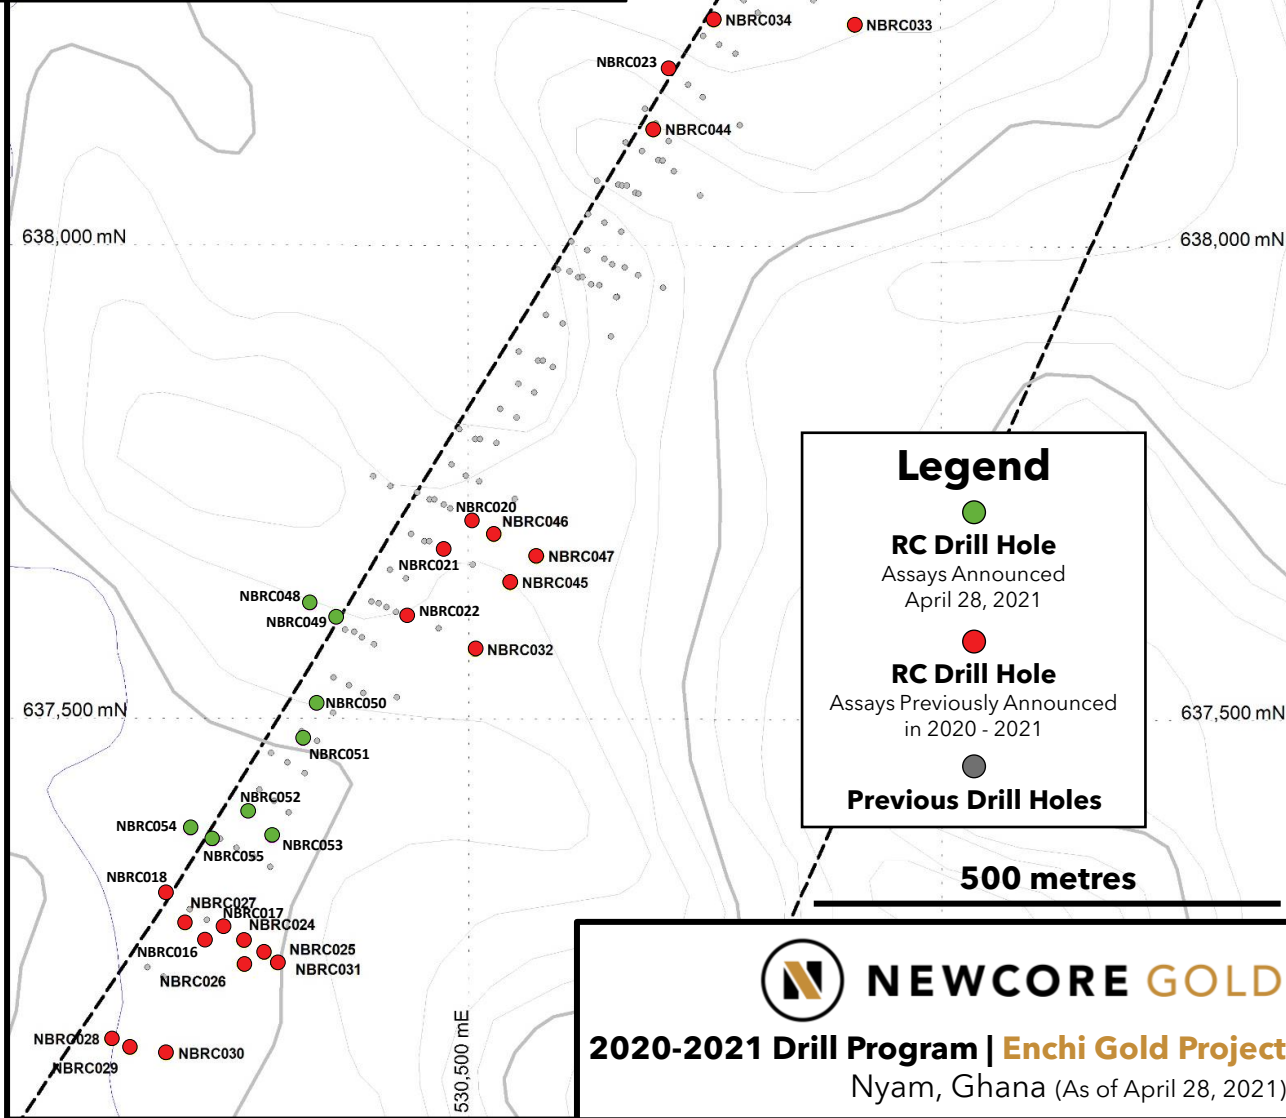 NBRC034
NBRC033
NBRC023
NBRC044
638,000 mN
638,000 mN
NBRC020
NBRC046
NBRC021
NBRC047
NBRC045
NBRC048
NBRC049
NBRC022
NBRC032
NBRC050
637,500 mN
637,500 mN
NBRC051
NBRC052
NBRC054
NBRC053
NBRC055
NBRC018
NBRC027
NBRC017
NBRC024
NBRC016
NBRC025
NBRC031
NBRC026
NBRC028
NBRC029
NBRC030
530,500 mE
Legend
RC Drill Hole
Assays Announced
April 28, 2021
RC Drill Hole
Assays Previously Announced
in 2020 - 2021
Previous Drill Holes
500 metres
NEWCORE GOLD
2020-2021 Drill Program | Enchi Gold Project
Nyam, Ghana (As of April 28, 2021)